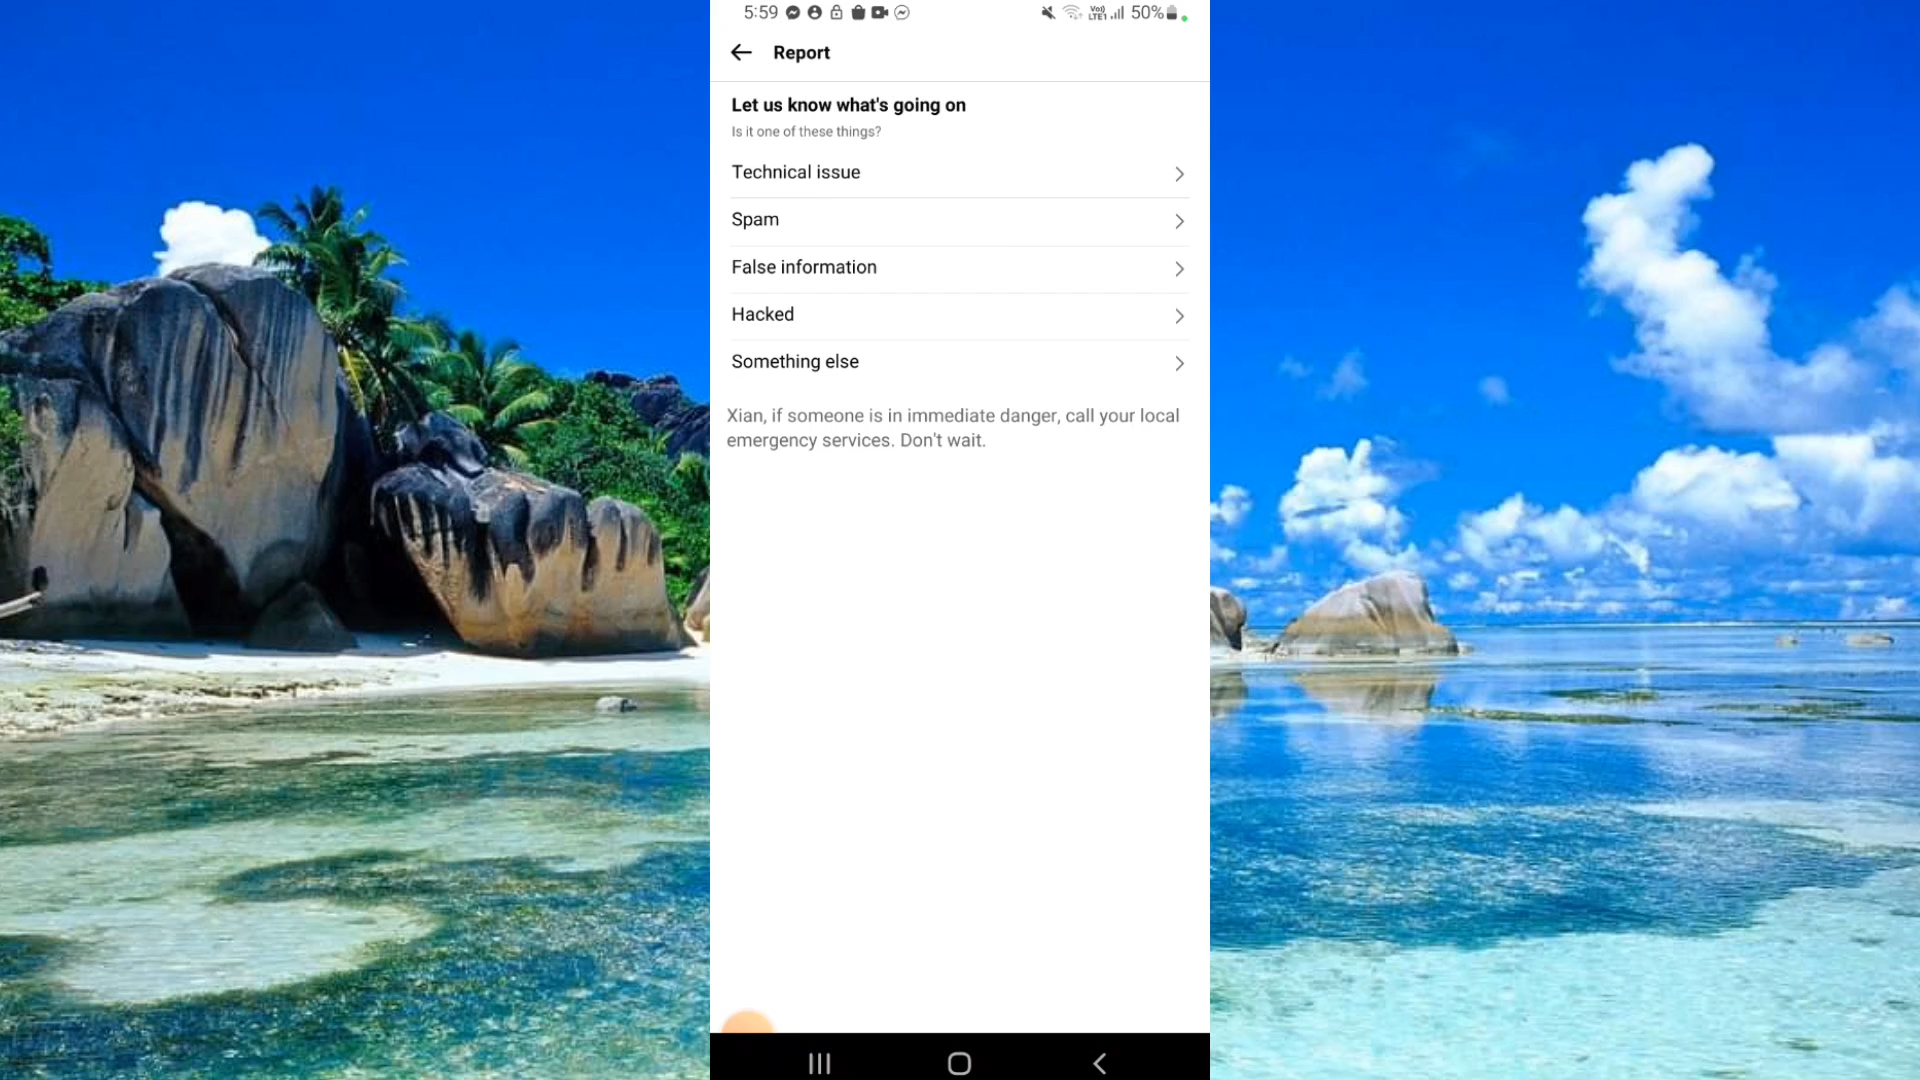 5:59
Vo)) LTE1 50%
Report
Let us know what's going on
Is it one of these things?
Technical issue
Spam
False information
Hacked
Something else
Xian, if someone is in immediate danger, call your local
emergency services. Don't wait.